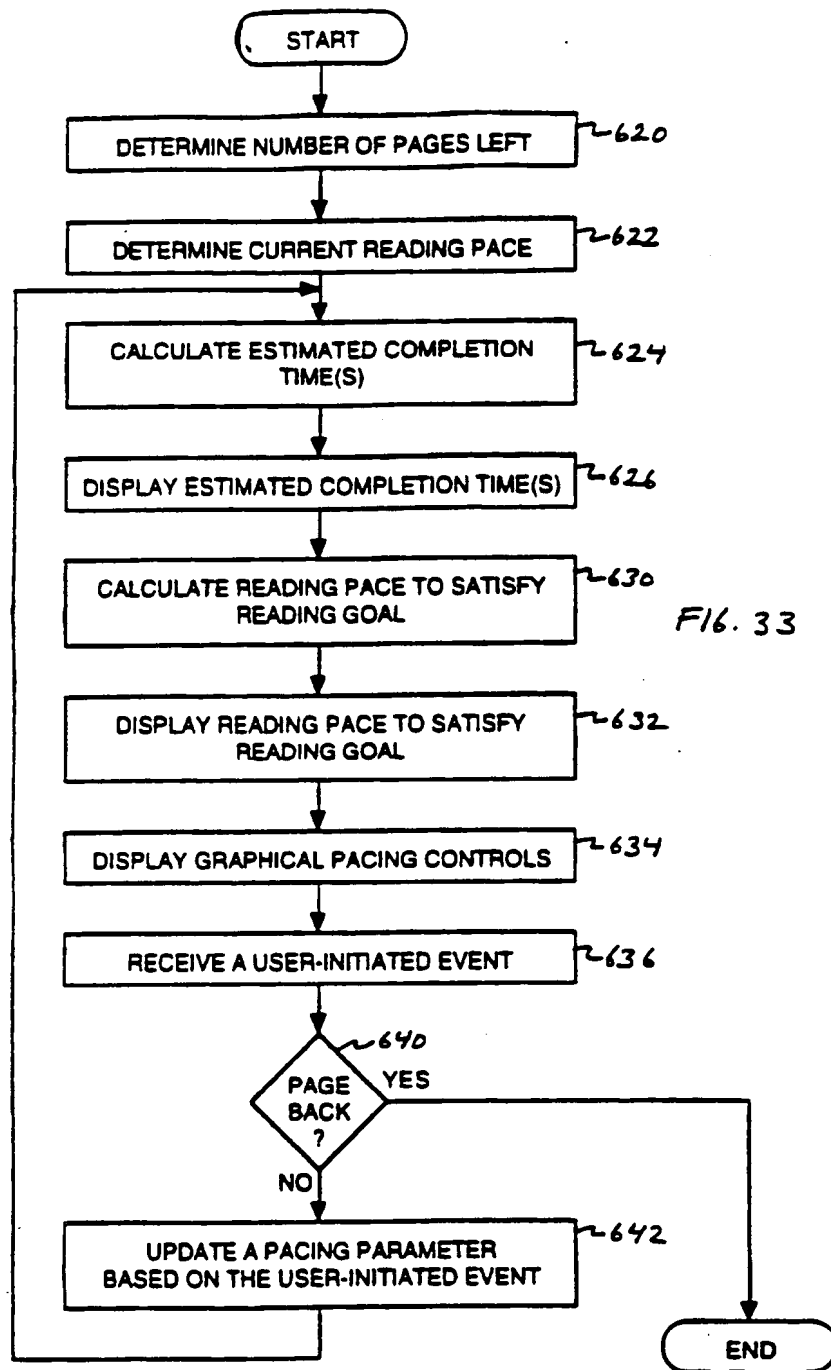 START
DETERMINE NUMBER OF PAGES LEFT 620
DETERMINE CURRENT READING PACE 622
CALCULATE ESTIMATED COMPLETION
TIME(S)
624
DISPLAY ESTIMATED COMPLETION TIME(S) 626
CALCULATE READING PACE TO SATISFY
READING GOAL
630
FIG. 33
DISPLAY READING PACE TO SATISFY
READING GOAL
632
DISPLAY GRAPHICAL PACING CONTROLS 634
RECEIVE A USER-INITIATED EVENT 636
640
PAGE
BACK
?
YES
NO
UPDATE A PACING PARAMETER
BASED ON THE USER-INITIATED EVENT
642
END